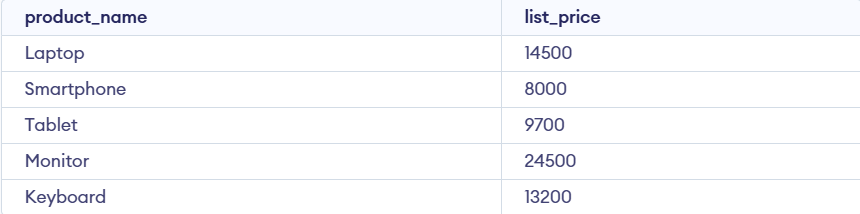 product_name list_price
Laptop 14500
Smartphone 8000
Tablet 9700
Monitor 24500
Keyboard 13200